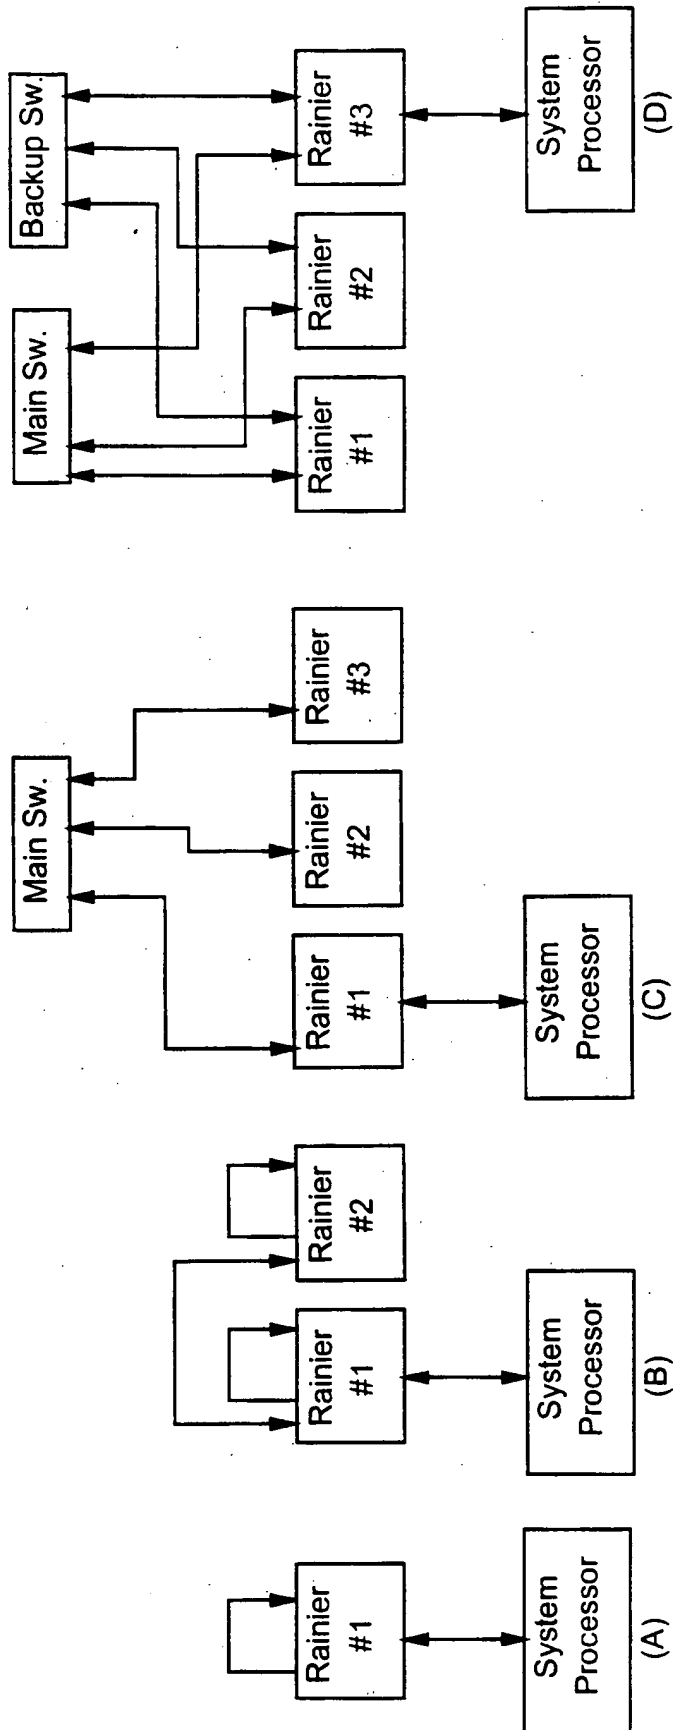 Rainier
#1
System
Processor
(A)
Rainier
#1
Rainier
#2
System
Processor
(B)
Main Sw.
Rainier
#1
Rainier
#2
Rainier
#3
System
Processor
(C)
Main Sw.
Backup Sw.
Rainier
#1
Rainier
#2
Rainier
#3
System
Processor
(D)